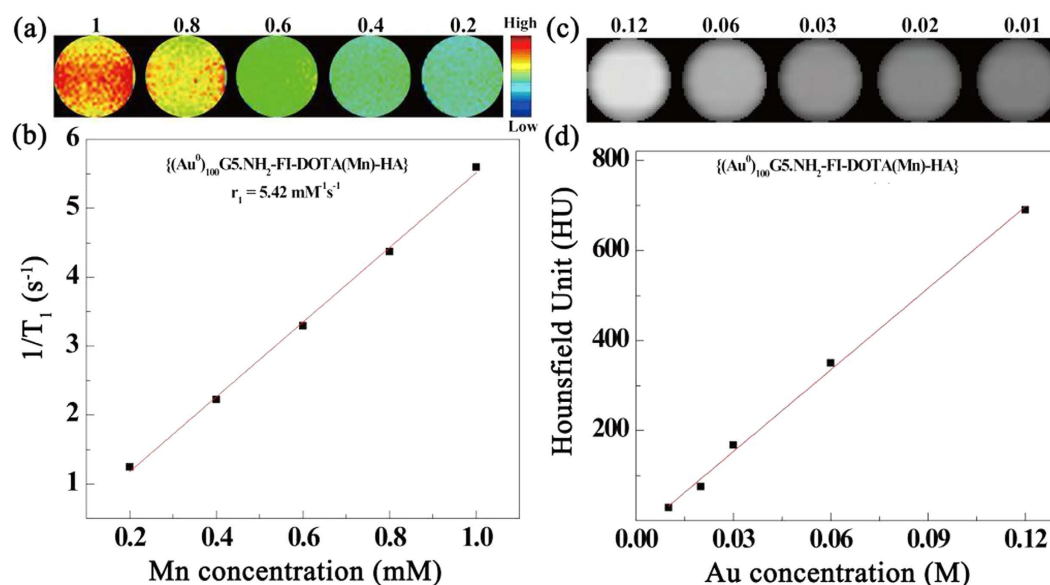 (a)
1 0.8 0.6 0.4 0.2
High
Low
(b)
{(Au⁰)₁₀₀G5.NH₂-FI-DOTA(Mn)-HA}
r₁ = 5.42 mM⁻¹s⁻¹
1/T₁ (s⁻¹)
6
5
4
3
2
1
0.2 0.4 0.6 0.8 1.0
Mn concentration (mM)
(c)
0.12 0.06 0.03 0.02 0.01
(d)
{(Au⁰)₁₀₀G5.NH₂-FI-DOTA(Mn)-HA}
Hounsfield Unit (HU)
800
600
400
200
0.00 0.03 0.06 0.09 0.12
Au concentration (M)